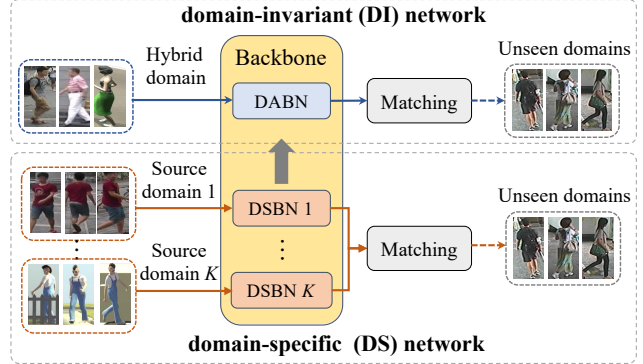 domain-invariant (DI) network
Hybrid
domain
Backbone
DABN
Matching
Unseen domains
Source
domain 1
DSBN 1
Source
domain K
DSBN K
Matching
Unseen domains
domain-specific (DS) network